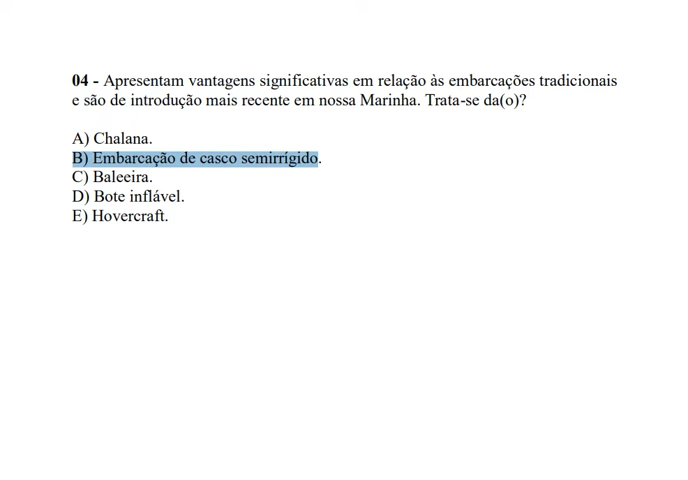 04 - Apresentam vantagens significativas em relação às embarcações tradicionais
e são de introdução mais recente em nossa Marinha. Trata-se da(o)?
A) Chalana.
B) Embarcação de casco semirrígido.
C) Baleeira.
D) Bote inflável.
E) Hovercraft.